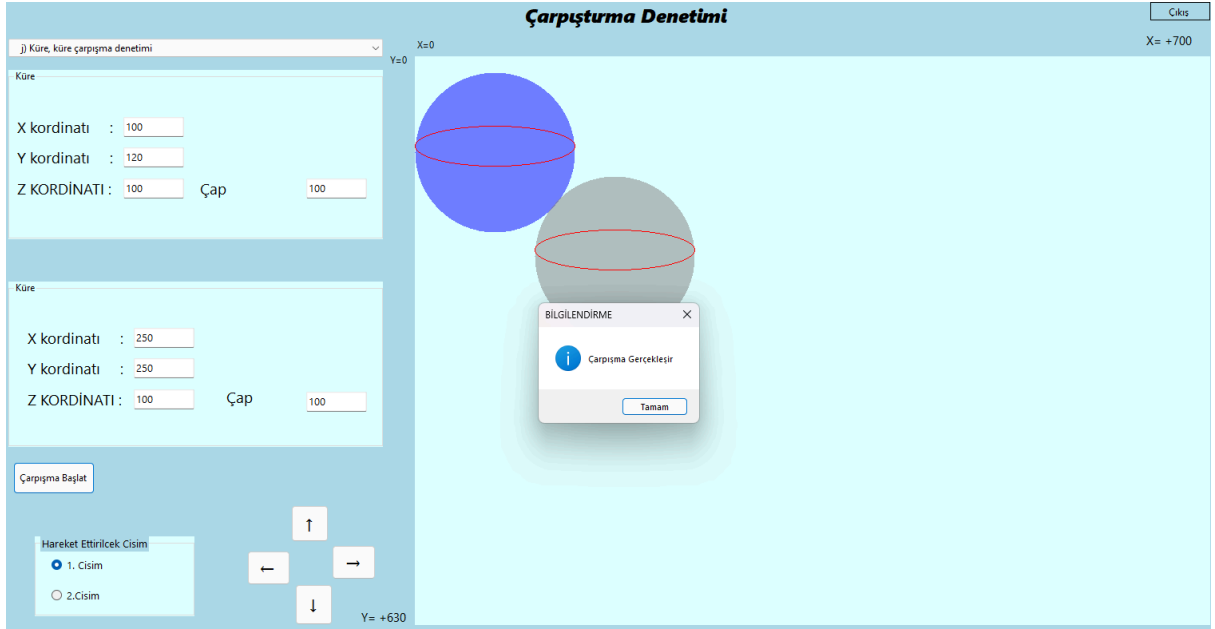 Çarpışturma Denetimi
Çıkış
j) Küre, küre çarpışma denetimi
X=0
X= +700
Y=0
Küre
X kordinatı : 100
Y kordinatı : 120
Z KORDİNATI : 100 Çap 100
Küre
X kordinatı : 250
Y kordinatı : 250
Z KORDİNATI : 100 Çap 100
BİLGİLENDİRME
Çarpışma Gerçekleşir
Tamam
Çarpışma Başlat
Hareket Ettirilcek Cisim
1. Cisim
2.Cisim
↑
← →
↓
Y= +630